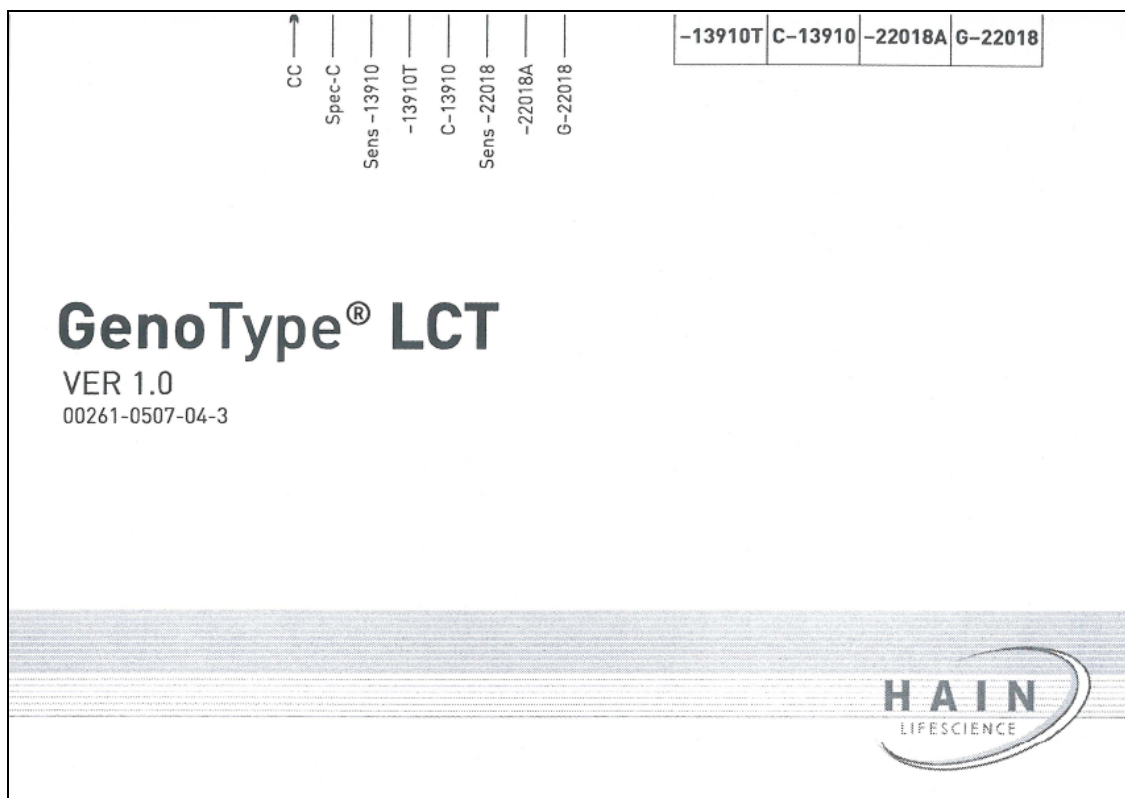 CC
Spec-C
Sens -13910
-13910T
C-13910
Sens -22018
-22018A
G-22018
-13910T C-13910 -22018A G-22018
GenoType® LCT
VER 1.0
00261-0507-04-3
HAIN
LIFESCIENCE